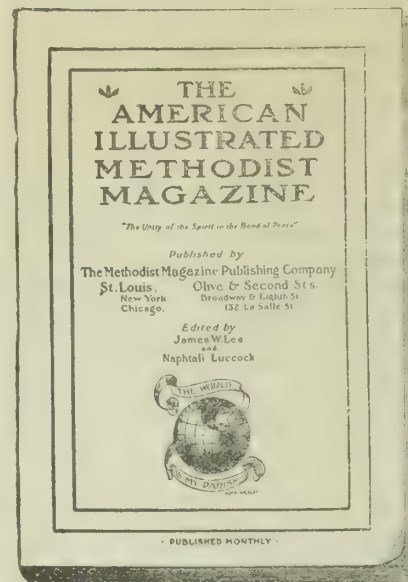 THE
AMERICAN
ILLUSTRATED
METHODIST
MAGAZINE
"The Unity of the Spirit in the Bond of Peace"
Published by
The Methodist Magazine Publishing Company
St. Louis, Olive & Second Sts.
New York Broadway & Eighth St
Chicago. 132 La Salle St
Edited by
James W. Lee
and
Naphtali Luccock
THE WORLD
IS MY PARISH
· PUBLISHED MONTHLY ·